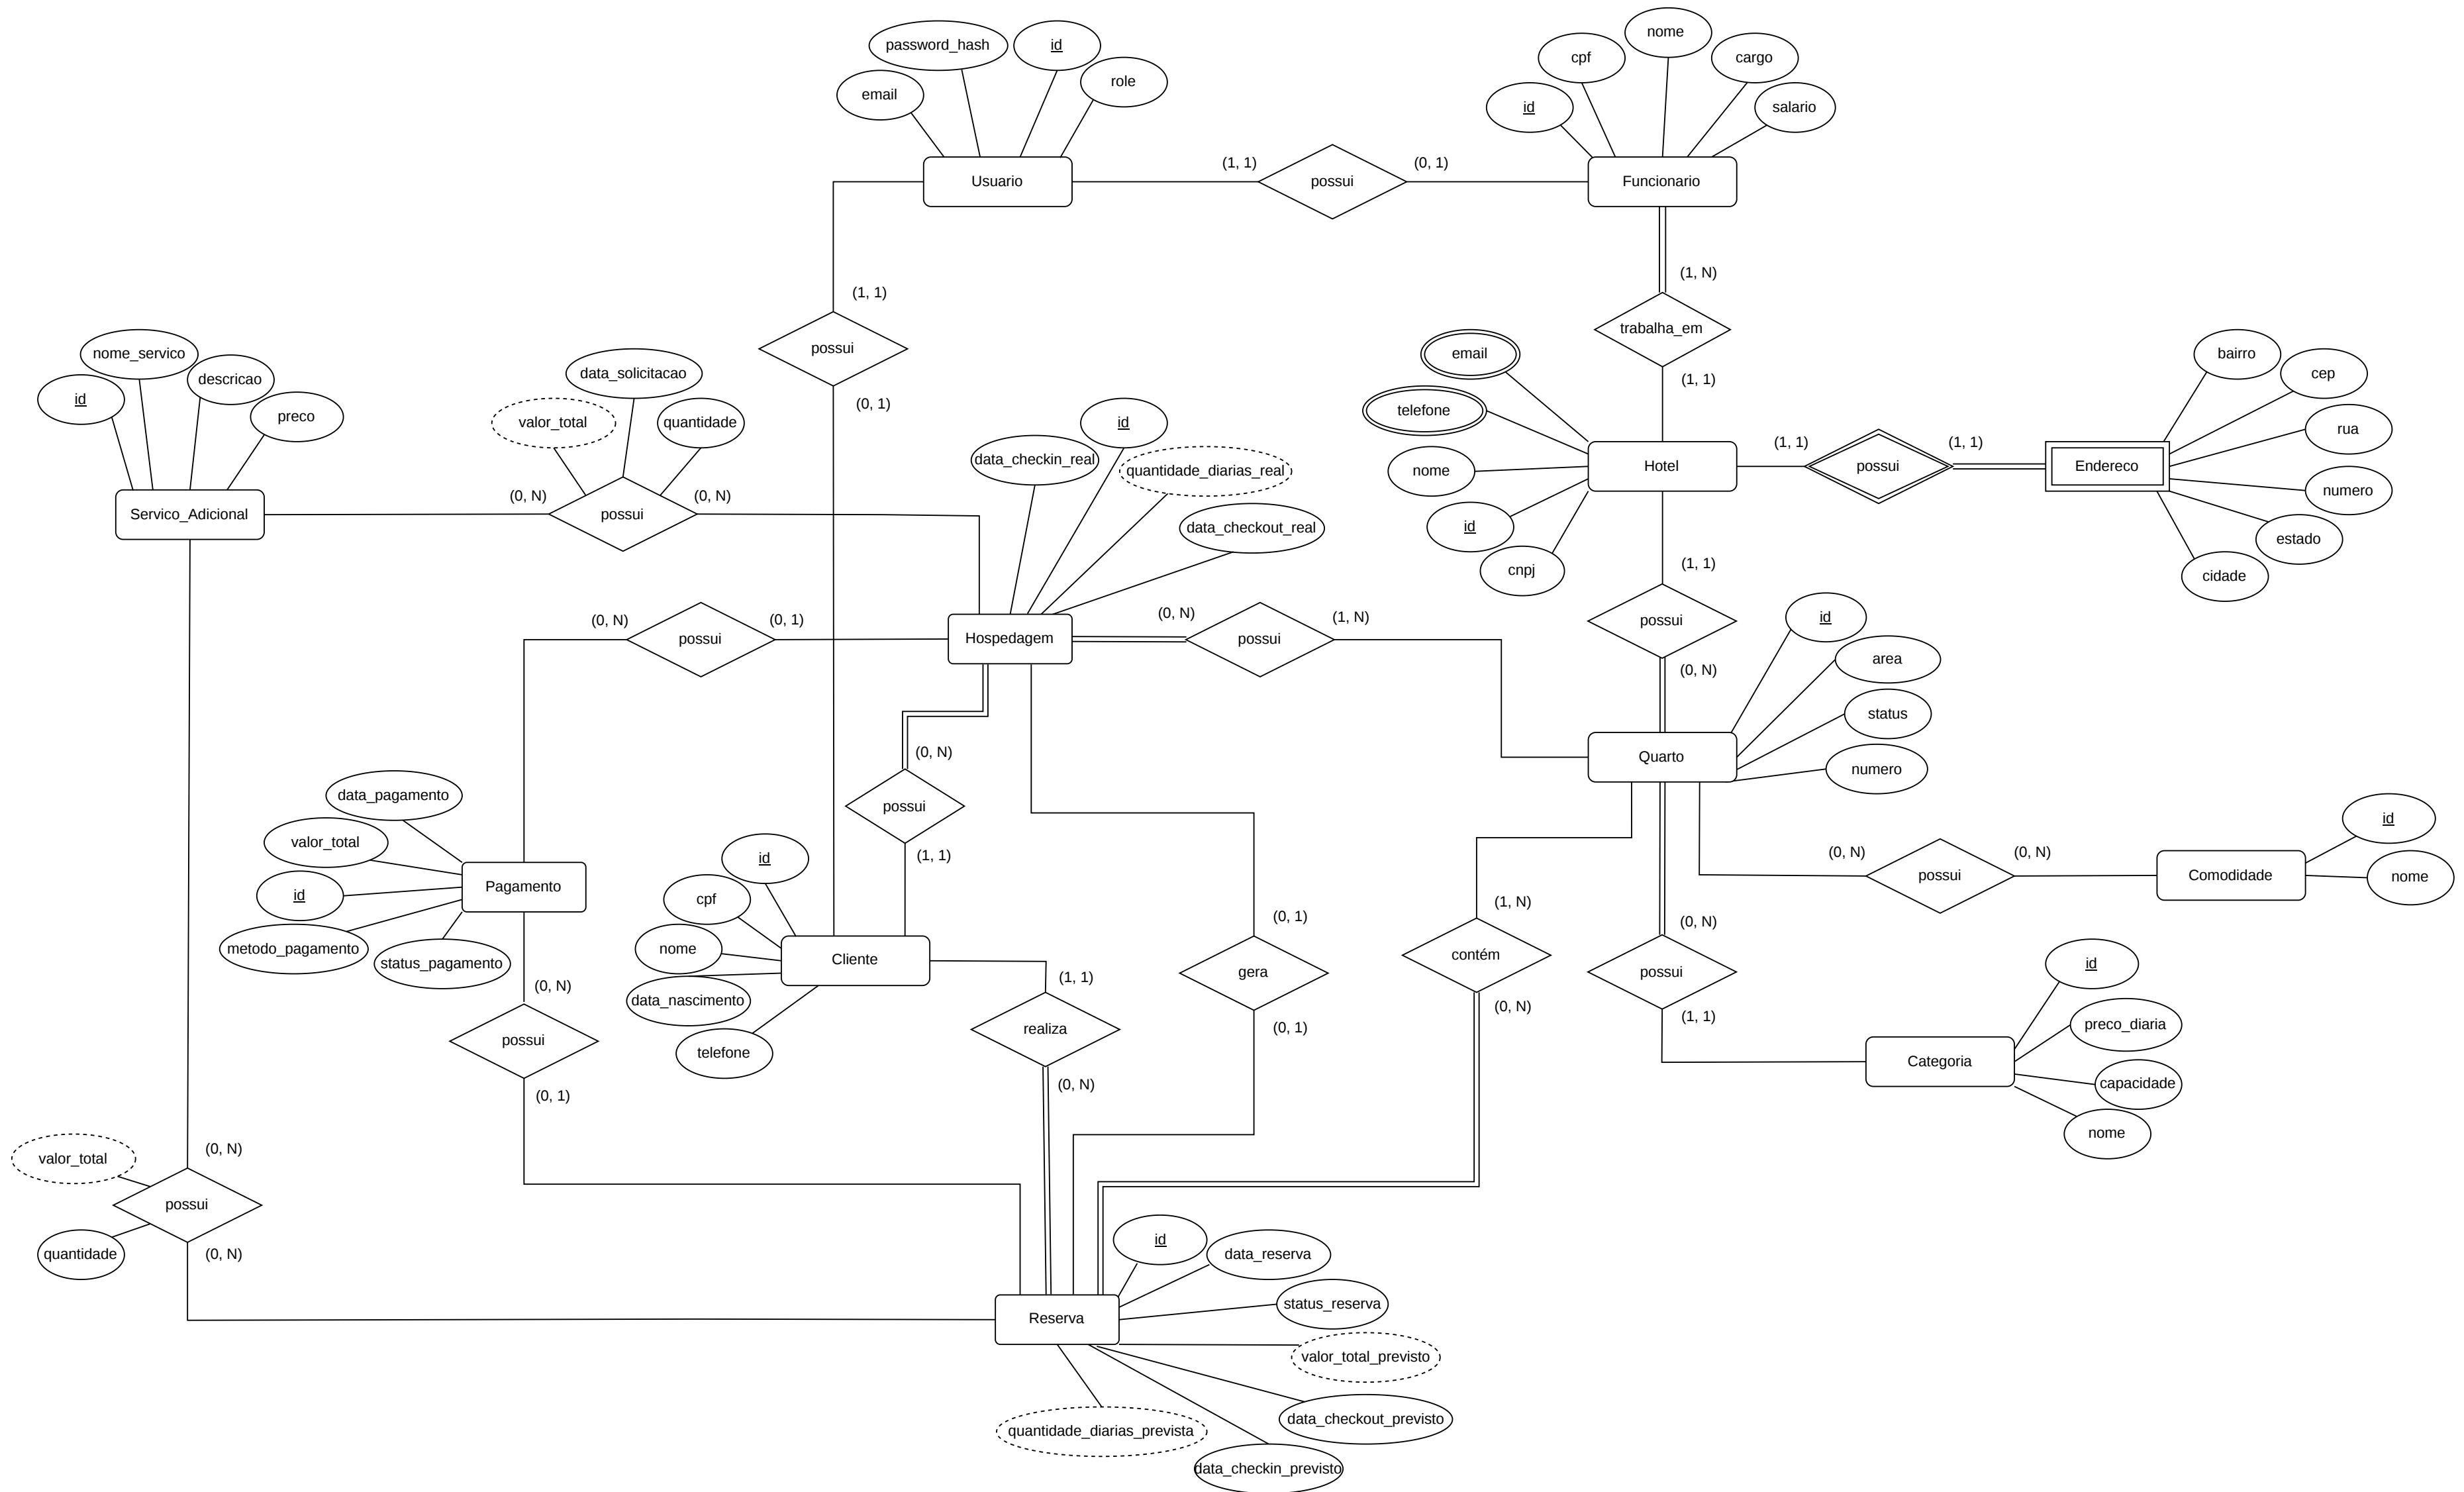 nome
password_hash
id
cpf
cargo
role
email
id
salario
Usuario
(1, 1)
possui
(0, 1)
Funcionario
(1, N)
(1, 1)
trabalha_em
possui
nome_servico
email
bairro
descricao
data_solicitacao
cep
(1, 1)
id
(0, 1)
telefone
preco
valor_total
quantidade
id
rua
data_checkin_real
(1, 1)
(1, 1)
nome
quantidade_diarias_real
Hotel
possui
Endereco
(0, N)
(0, N)
numero
Servico_Adicional
possui
data_checkout_real
id
estado
cnpj
(1, 1)
cidade
id
(0, N)
(0, 1)
(0, N)
(1, N)
possui
possui
Hospedagem
possui
area
(0, N)
status
(0, N)
Quarto
numero
data_pagamento
possui
id
valor_total
(0, N)
(0, N)
(1, 1)
id
Pagamento
possui
Comodidade
nome
id
cpf
(1, N)
(0, 1)
(0, N)
metodo_pagamento
nome
contém
status_pagamento
Cliente
id
gera
possui
(1, 1)
(0, N)
data_nascimento
(0, N)
(1, 1)
preco_diaria
realiza
(0, 1)
possui
telefone
Categoria
capacidade
(0, N)
(0, 1)
nome
(0, N)
valor_total
possui
id
quantidade
(0, N)
data_reserva
status_reserva
Reserva
valor_total_previsto
data_checkout_previsto
quantidade_diarias_prevista
data_checkin_previsto